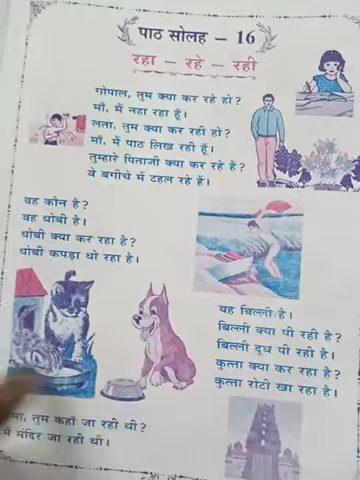 पाठ सोलह – 16
रहा – रहे – रही
गोपाल, तुम क्या कर रहे हो?
माँ, मैं नहा रहा हूँ।
लता, तुम क्या कर रही हो?
माँ, मैं पाठ लिख रही हूँ।
तुम्हारे पिताजी क्या कर रहे हैं?
वे बगीचे में टहल रहे हैं।
वह कौन है?
वह धोबी है।
धोबी क्या कर रहा है?
धोबी कपड़ा धो रहा है।
यह बिल्ली है।
बिल्ली क्या पी रही है?
बिल्ली दूध पी रही है।
कुत्ता क्या कर रहा है?
कुत्ता रोटी खा रहा है।
तुम कहाँ जा रही थी?
मंदिर जा रही थी।